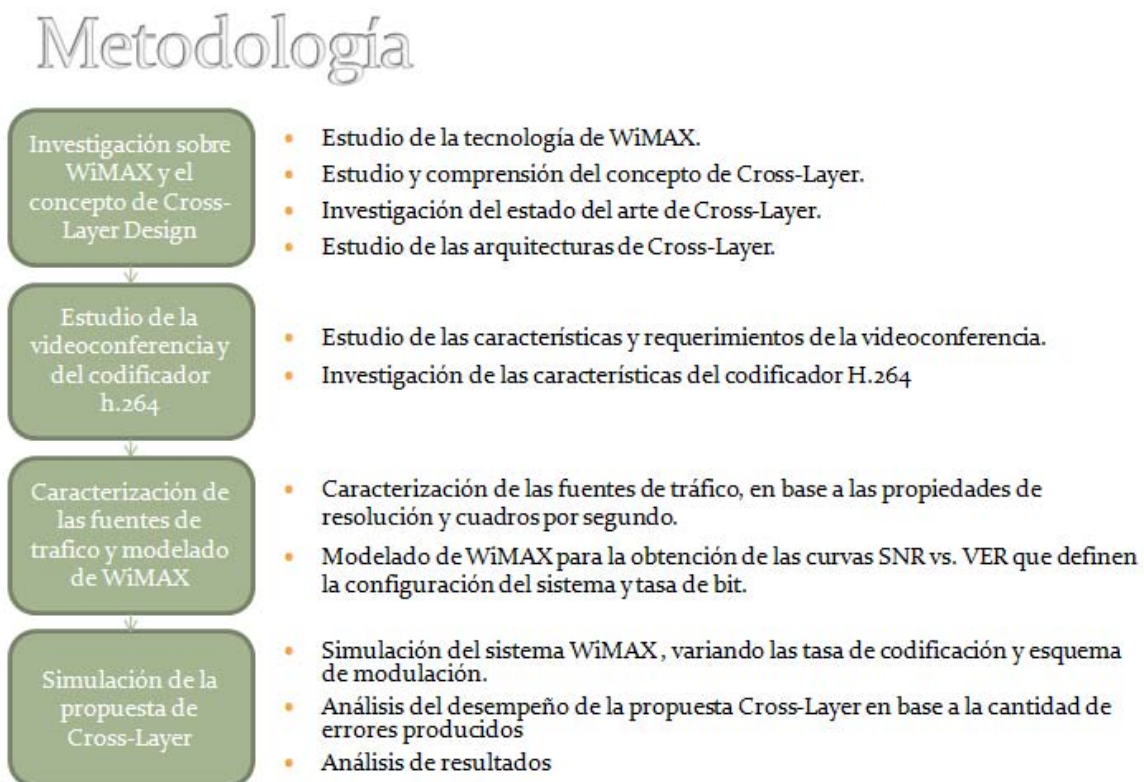 Metodología
Investigación sobre
WiMAX y el
concepto de Cross-
Layer Design
• Estudio de la tecnología de WiMAX.
• Estudio y comprensión del concepto de Cross-Layer.
• Investigación del estado del arte de Cross-Layer.
• Estudio de las arquitecturas de Cross-Layer.
Estudio de la
videoconferencia y
del codificador
h.264
• Estudio de las características y requerimientos de la videoconferencia.
• Investigación de las características del codificador H.264
Caracterización de
las fuentes de
trafico y modelado
de WiMAX
• Caracterización de las fuentes de tráfico, en base a las propiedades de
resolución y cuadros por segundo.
• Modelado de WiMAX para la obtención de las curvas SNR vs. VER que definen
la configuración del sistema y tasa de bit.
Simulación de la
propuesta de
Cross-Layer
• Simulación del sistema WiMAX , variando las tasa de codificación y esquema
de modulación.
• Análisis del desempeño de la propuesta Cross-Layer en base a la cantidad de
errores producidos
• Análisis de resultados